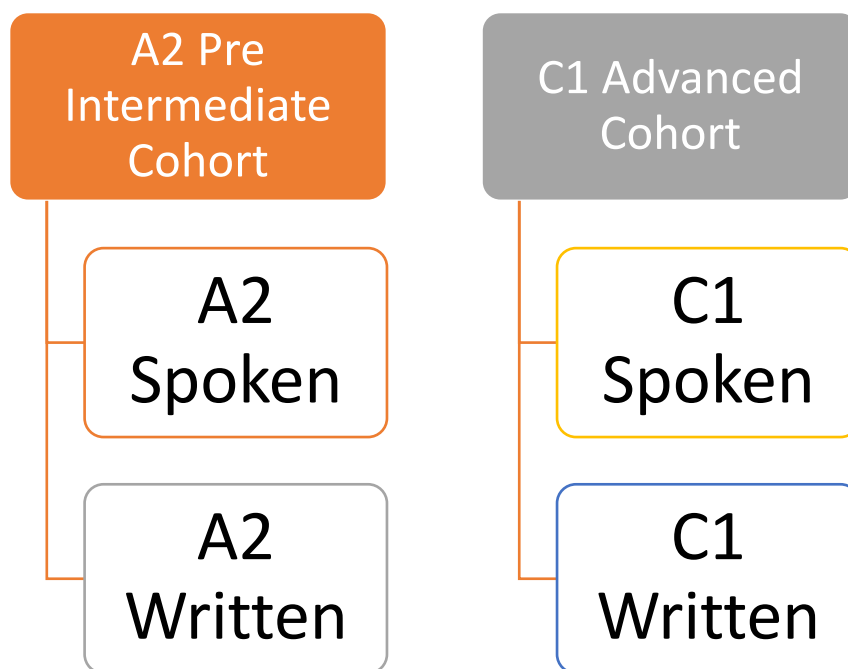 A2 Pre
Intermediate
Cohort
A2
Spoken
A2
Written
C1 Advanced
Cohort
C1
Spoken
C1
Written